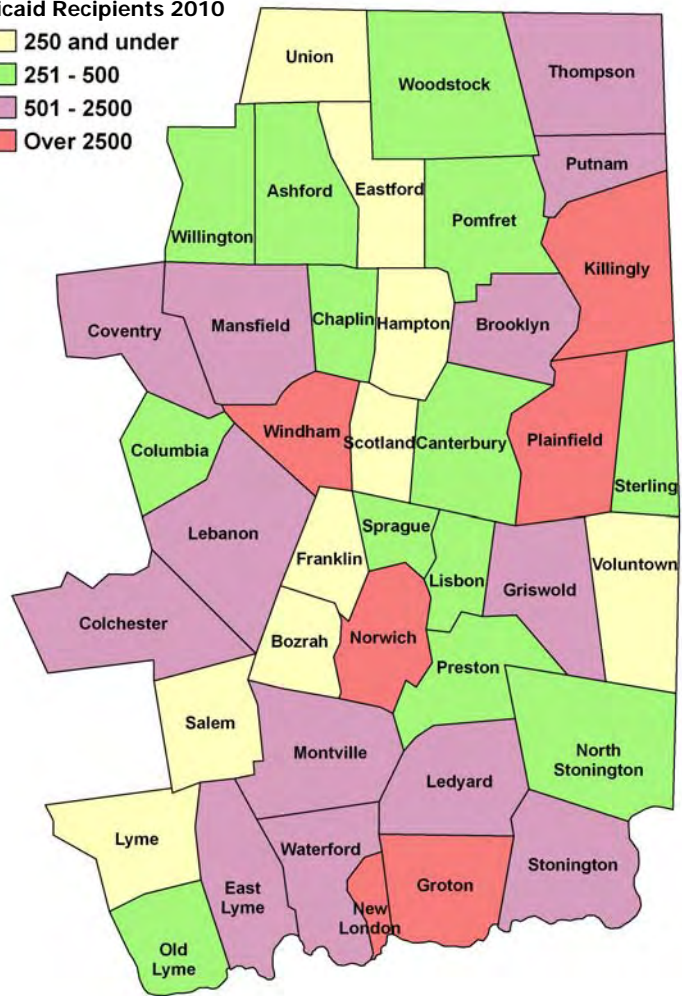 icaid Recipients 2010
250 and under
251 - 500
501 - 2500
Over 2500
Union
Woodstock
Thompson
Putnam
Ashford
Eastford
Pomfret
Willington
Killingly
Coventry
Mansfield
Chaplin
Hampton
Brooklyn
Columbia
Windham
Scotland
Canterbury
Plainfield
Sterling
Lebanon
Sprague
Franklin
Lisbon
Griswold
Voluntown
Colchester
Bozrah
Norwich
Preston
Salem
Montville
Ledyard
North
Stonington
Lyme
Waterford
East
Lyme
New
London
Groton
Stonington
Old
Lyme